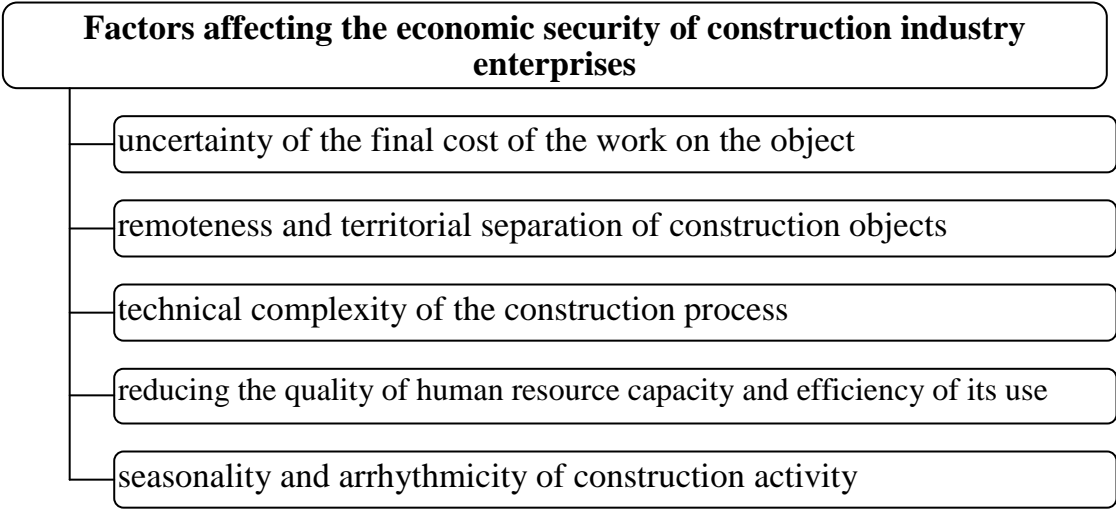 Factors affecting the economic security of construction industry
enterprises
uncertainty of the final cost of the work on the object
remoteness and territorial separation of construction objects
technical complexity of the construction process
reducing the quality of human resource capacity and efficiency of its use
seasonality and arrhythmicity of construction activity